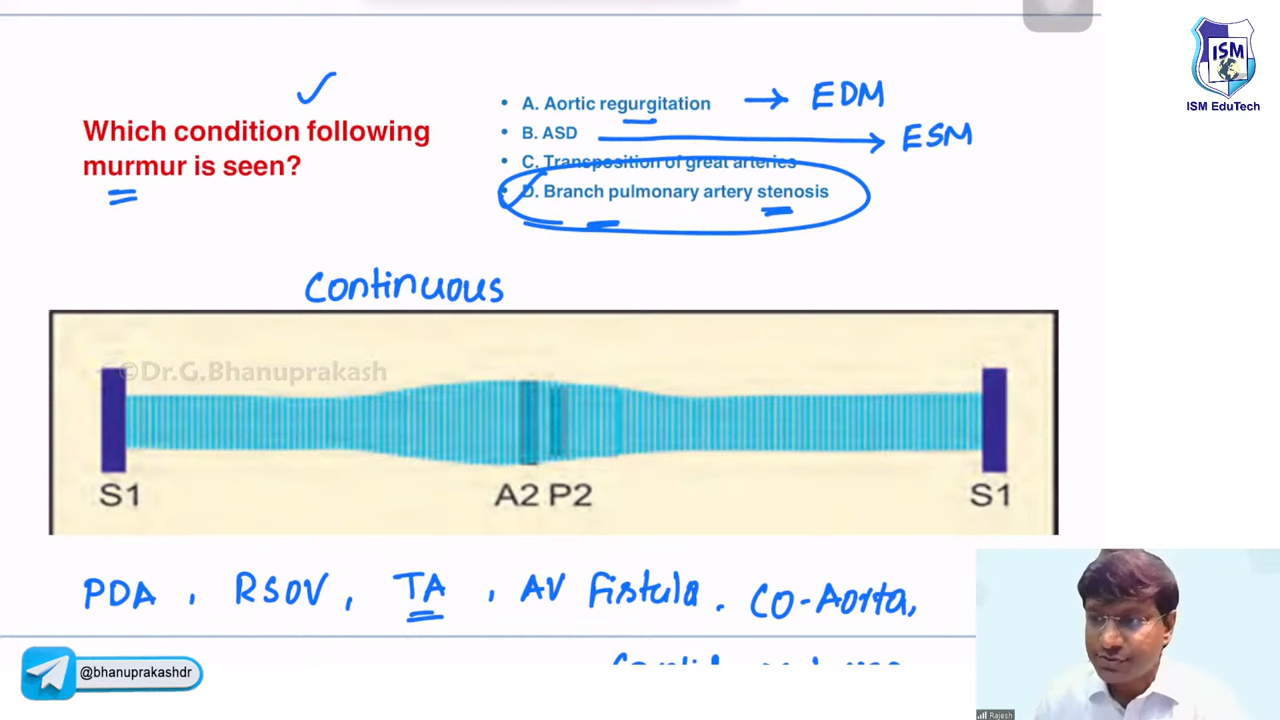 ISM
ISM EduTech
Which condition following
murmur is seen?
• A. Aortic regurgitation → EDM
• B. ASD → ESM
• C. Transposition of great arteries
• D. Branch pulmonary artery stenosis
Continuous
©Dr.G.Bhanuprakash
S1 A2 P2 S1
PDA, RSOV, TA, AV Fistula. CO-Aorta,
@bhanuprakashdr
Rajesh